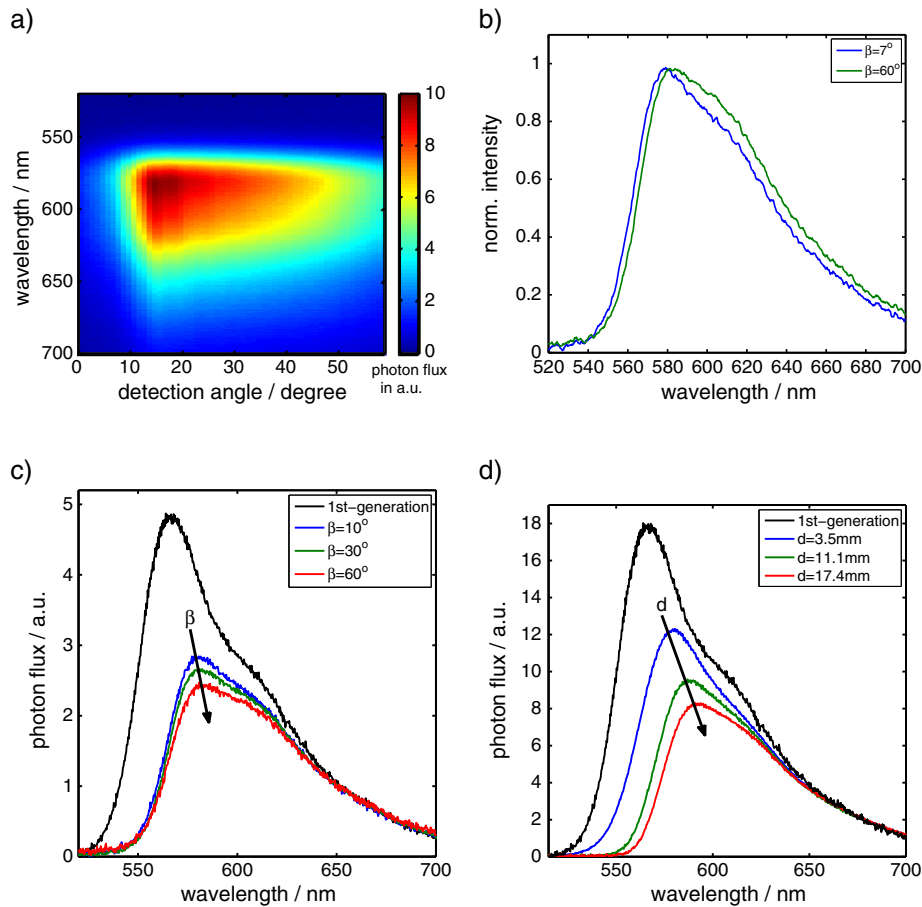 a)
550
600
650
700
wavelength / nm
0
10
20
30
40
50
detection angle / degree
10
8
6
4
2
0
photon flux
in a.u.
b)
1
0.8
0.6
0.4
0.2
0
norm. intensity
520 540 560 580 600 620 640 660 680 700
wavelength / nm
β=7°
β=60°
c)
5
4
3
2
1
0
photon flux / a.u.
550
600
650
700
wavelength / nm
1st−generation
β=10°
β=30°
β=60°
β
d)
18
16
14
12
10
8
6
4
2
0
photon flux / a.u.
550
600
650
700
wavelength / nm
1st−generation
d=3.5mm
d=11.1mm
d=17.4mm
d